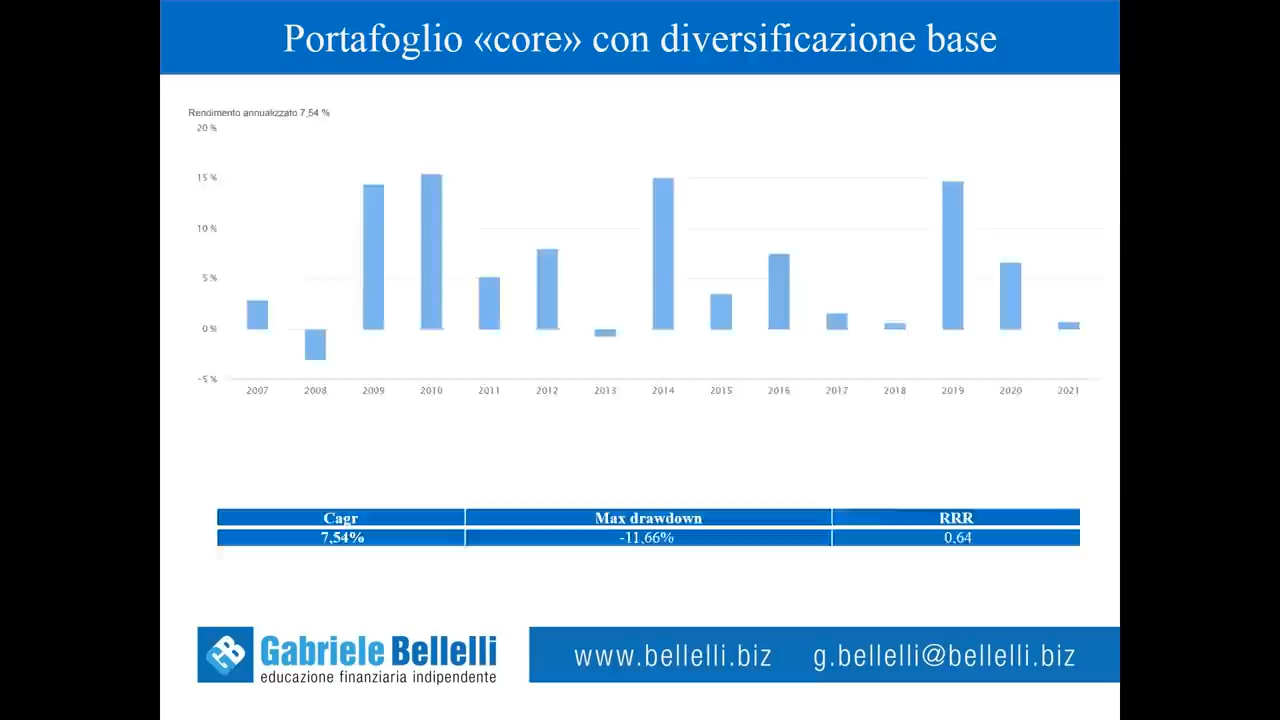 Portafoglio «core» con diversificazione base
Rendimento annualizzato 7,54 %
20 %
15 %
10 %
5 %
0 %
-5 %
2007 2008 2009 2010 2011 2012 2013 2014 2015 2016 2017 2018 2019 2020 2021
Cagr Max drawdown RRR
7,54% -11,66% 0,64
GB Gabriele Bellelli
educazione finanziaria indipendente
www.bellelli.biz g.bellelli@bellelli.biz